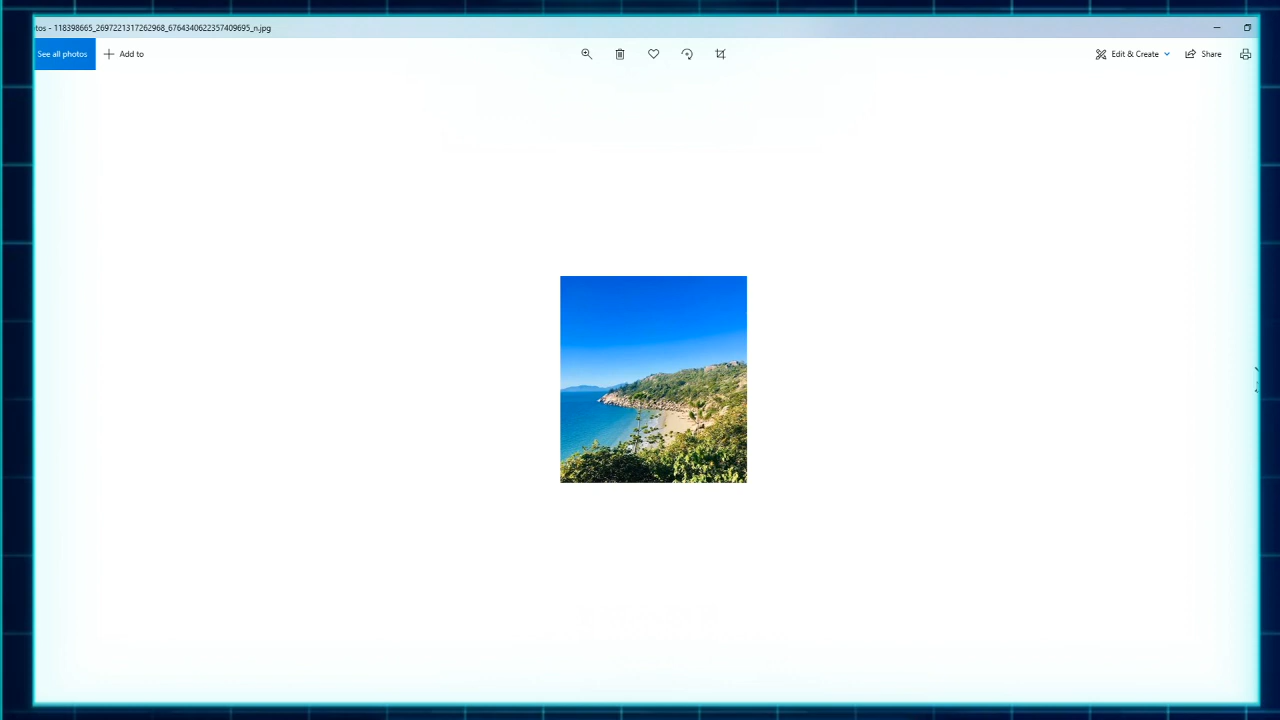 tos - 118398665_2697221317262968_6764340622357409695_n.jpg
See all photos
Add to
Edit & Create
Share